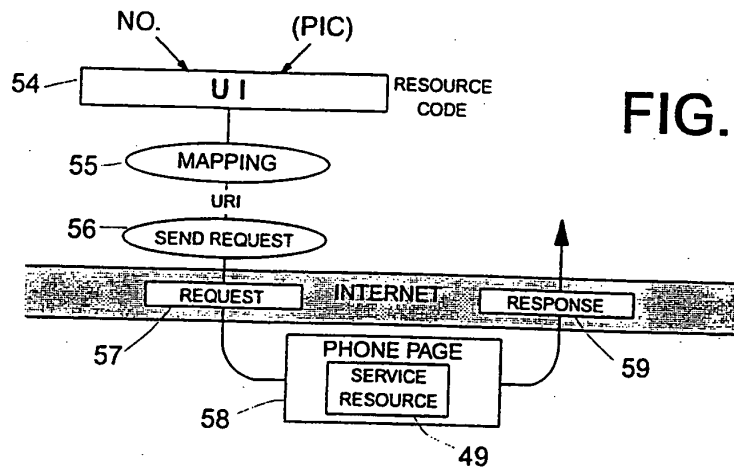 NO.
(PIC)
54
U I
RESOURCE
CODE
FIG.
55
MAPPING
URI
56
SEND REQUEST
REQUEST
INTERNET
RESPONSE
57
PHONE PAGE
59
SERVICE
RESOURCE
58
49